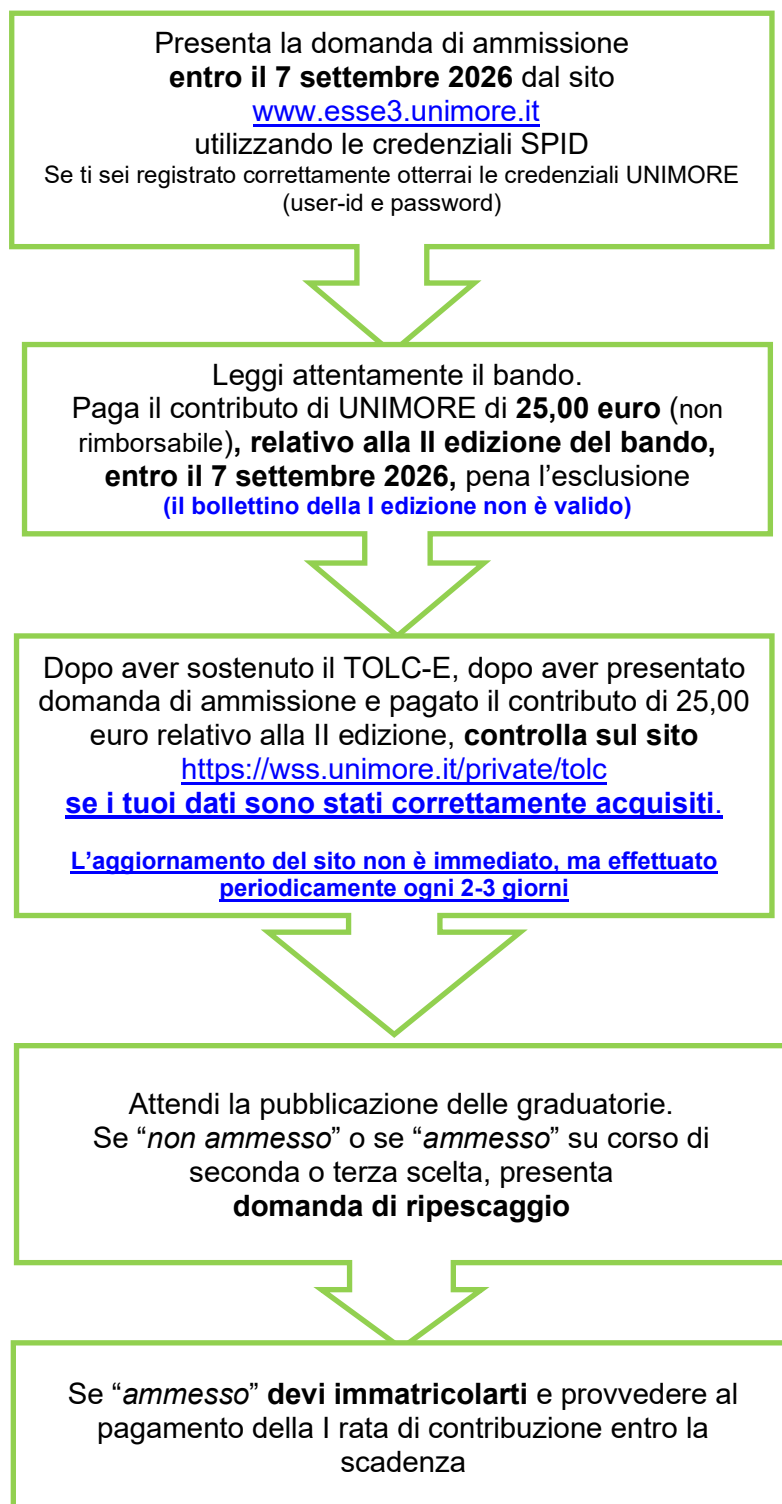 Presenta la domanda di ammissione
entro il 7 settembre 2026 dal sito
www.esse3.unimore.it
utilizzando le credenziali SPID
Se ti sei registrato correttamente otterrai le credenziali UNIMORE
(user-id e password)
Leggi attentamente il bando.
Paga il contributo di UNIMORE di 25,00 euro (non
rimborsabile), relativo alla II edizione del bando,
entro il 7 settembre 2026, pena l’esclusione
(il bollettino della I edizione non è valido)
Dopo aver sostenuto il TOLC-E, dopo aver presentato
domanda di ammissione e pagato il contributo di 25,00
euro relativo alla II edizione, controlla sul sito
https://wss.unimore.it/private/tolc
se i tuoi dati sono stati correttamente acquisiti.
L’aggiornamento del sito non è immediato, ma effettuato
periodicamente ogni 2-3 giorni
Attendi la pubblicazione delle graduatorie.
Se “non ammesso” o se “ammesso” su corso di
seconda o terza scelta, presenta
domanda di ripescaggio
Se “ammesso” devi immatricolarti e provvedere al
pagamento della I rata di contribuzione entro la
scadenza